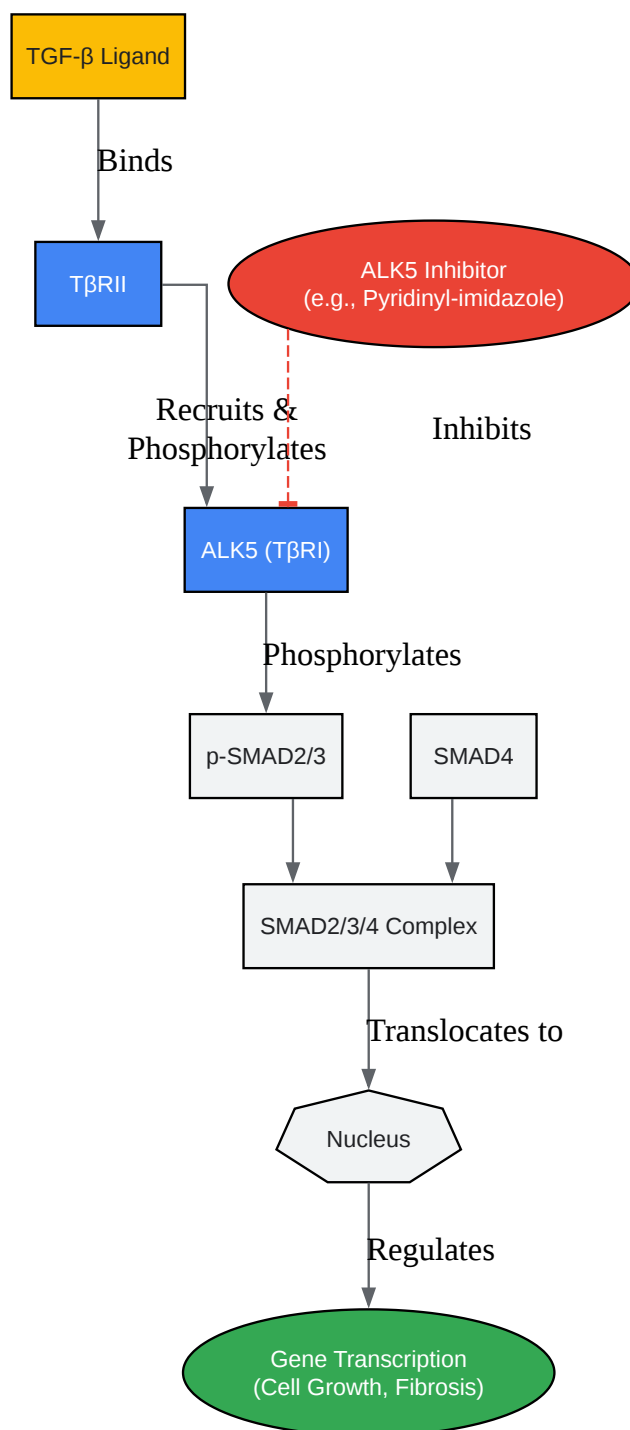 TGF-β Ligand
Binds
TβRII
ALK5 Inhibitor
(e.g., Pyridinyl-imidazole)
Recruits &
Phosphorylates
Inhibits
ALK5 (TβRI)
Phosphorylates
p-SMAD2/3
SMAD4
SMAD2/3/4 Complex
Translocates to
Nucleus
Regulates
Gene Transcription
(Cell Growth, Fibrosis)